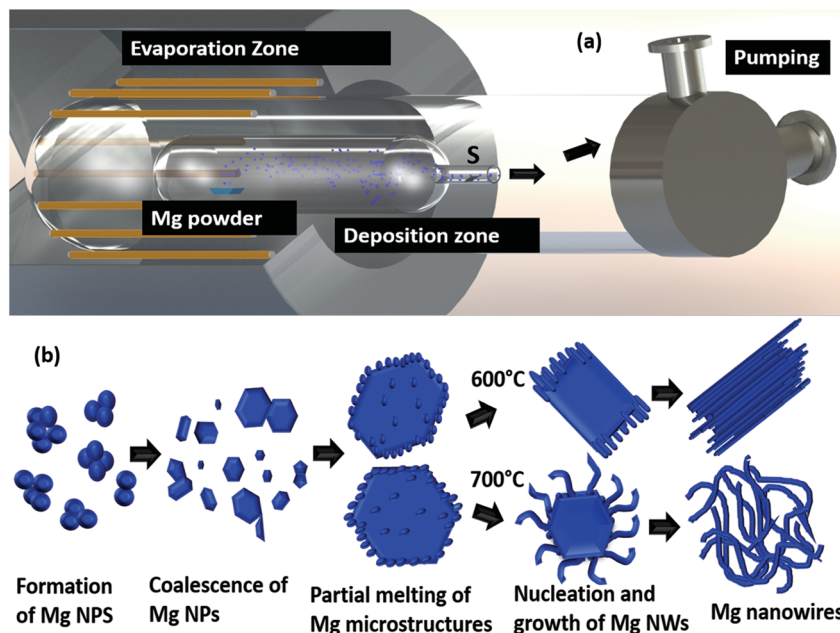 Evaporation Zone
(a)
Pumping
S
Mg powder
Deposition zone
(b)
600°C
700°C
Formation
of Mg NPS
Coalescence of
Mg NPs
Partial melting of
Mg microstructures
Nucleation and
growth of Mg NWs
Mg nanowires